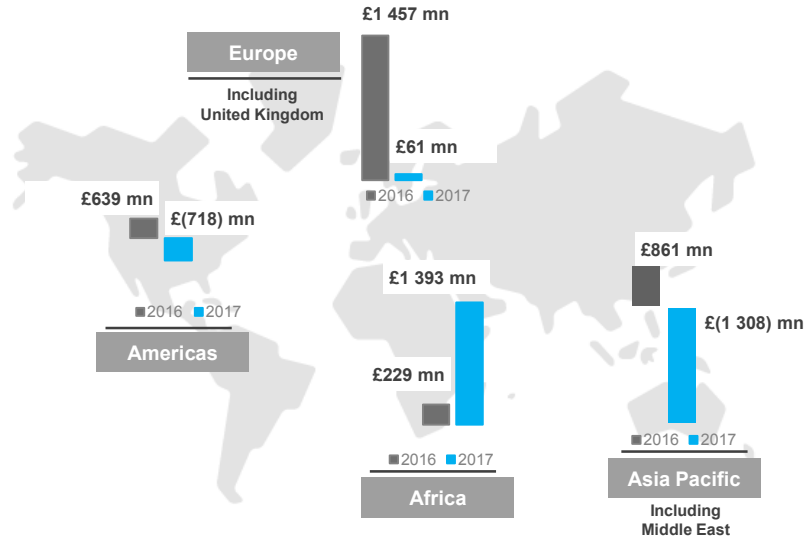 £1 457 mn
Europe
Including
United Kingdom
£61 mn
2016 2017
£639 mn
£(718) mn
2016 2017
Americas
£1 393 mn
£229 mn
2016 2017
Africa
£861 mn
£(1 308) mn
2016 2017
Asia Pacific
Including
Middle East